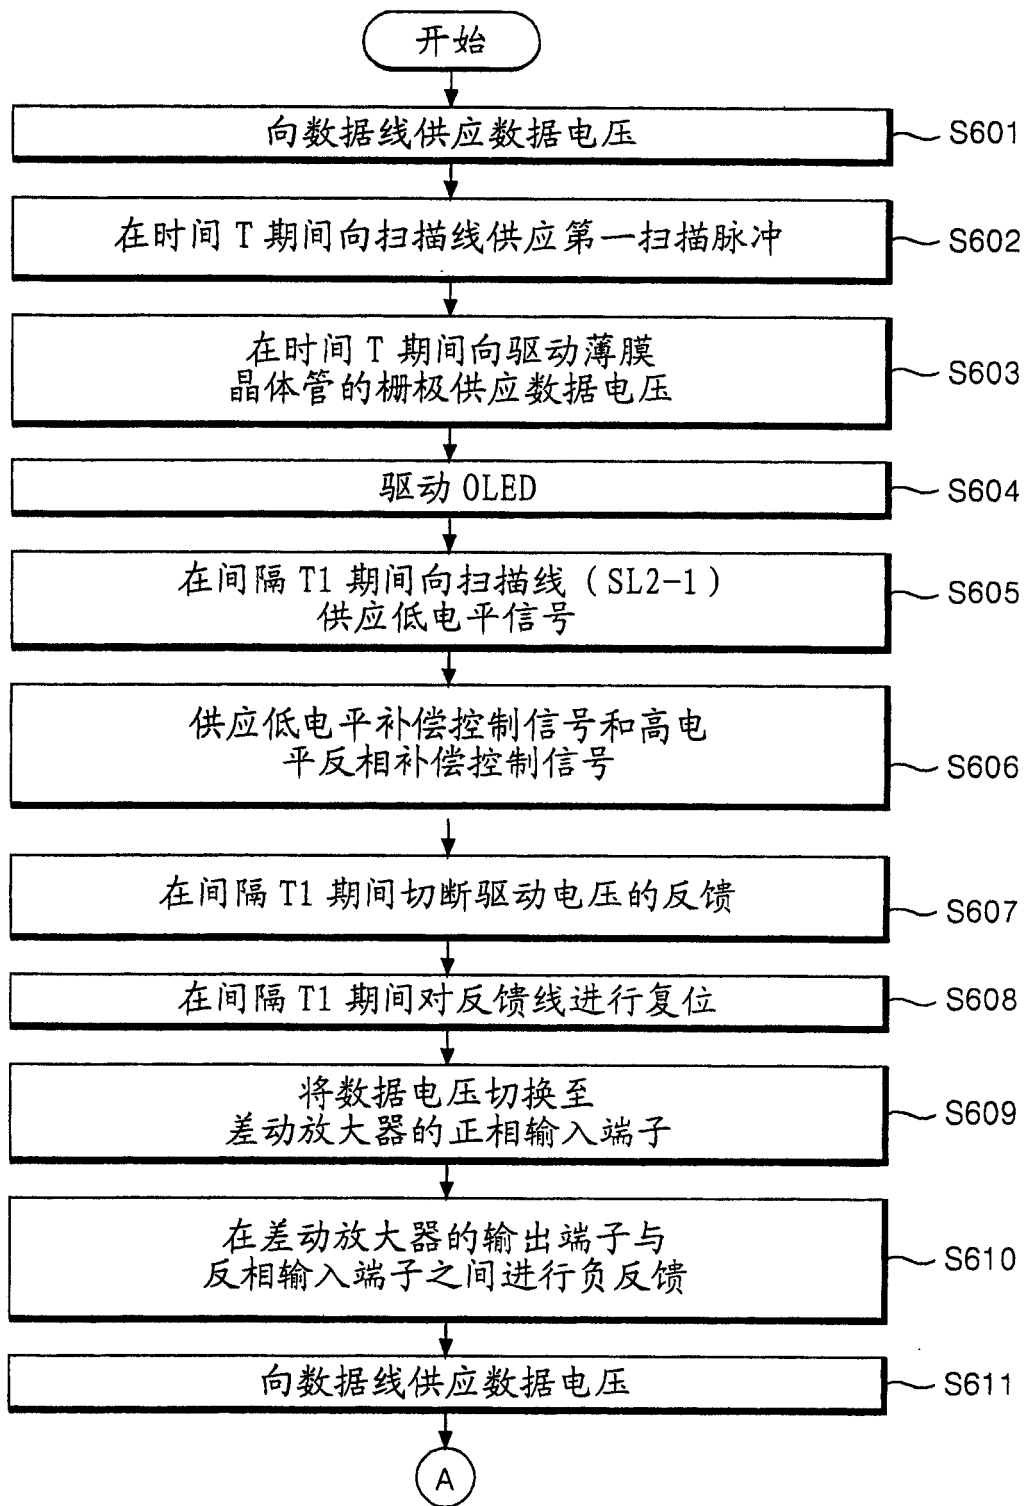 开始
向数据线供应数据电压
S601
在时间 T 期间向扫描线供应第一扫描脉冲
S602
在时间 T 期间向驱动薄膜
晶体管的栅极供应数据电压
S603
驱动 OLED
S604
在间隔 T1 期间向扫描线 ( SL2-1 )
供应低电平信号
S605
供应低电平补偿控制信号和高电
平反相补偿控制信号
S606
在间隔 T1 期间切断驱动电压的反馈
S607
在间隔 T1 期间对反馈线进行复位
S608
将数据电压切换至
差动放大器的正相输入端子
S609
在差动放大器的输出端子与
反相输入端子之间进行负反馈
S610
向数据线供应数据电压
S611
A